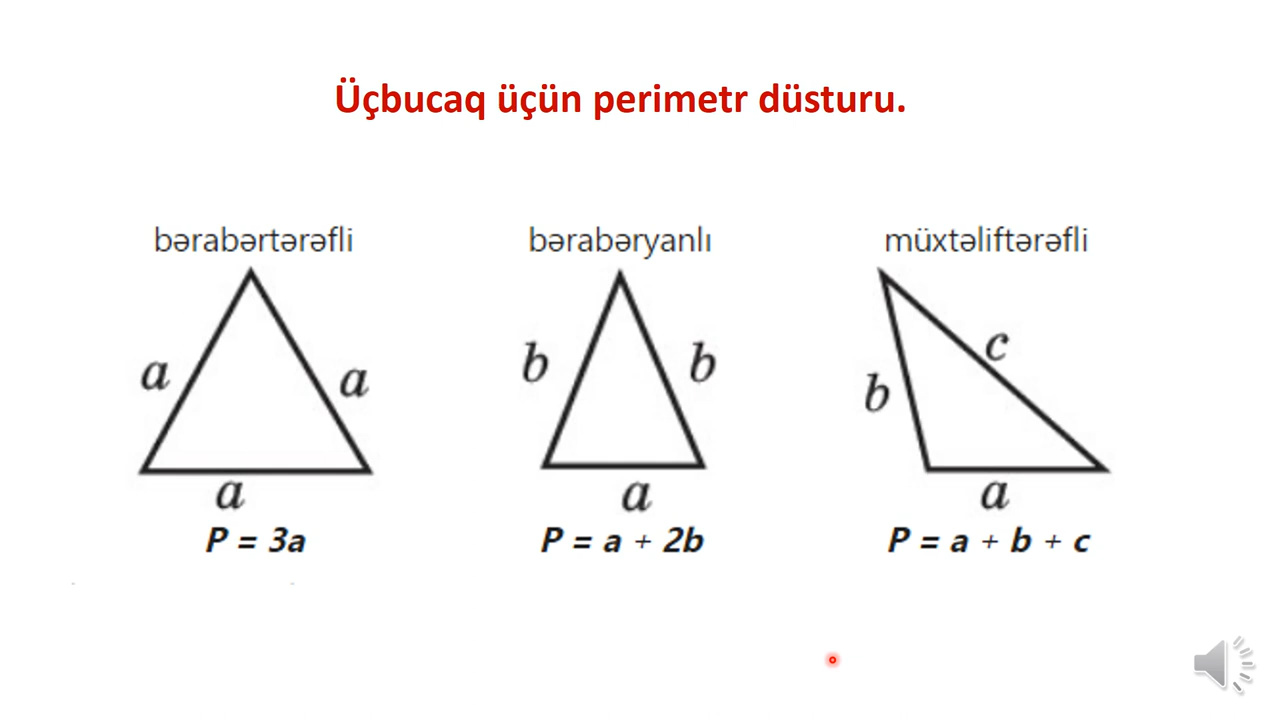 Üçbucaq üçün perimetr düsturu.
bərabərtərəfli bərabəryanlı müxtəliftərəfli
a a b b b c
a a a
P = 3a P = a + 2b P = a + b + c